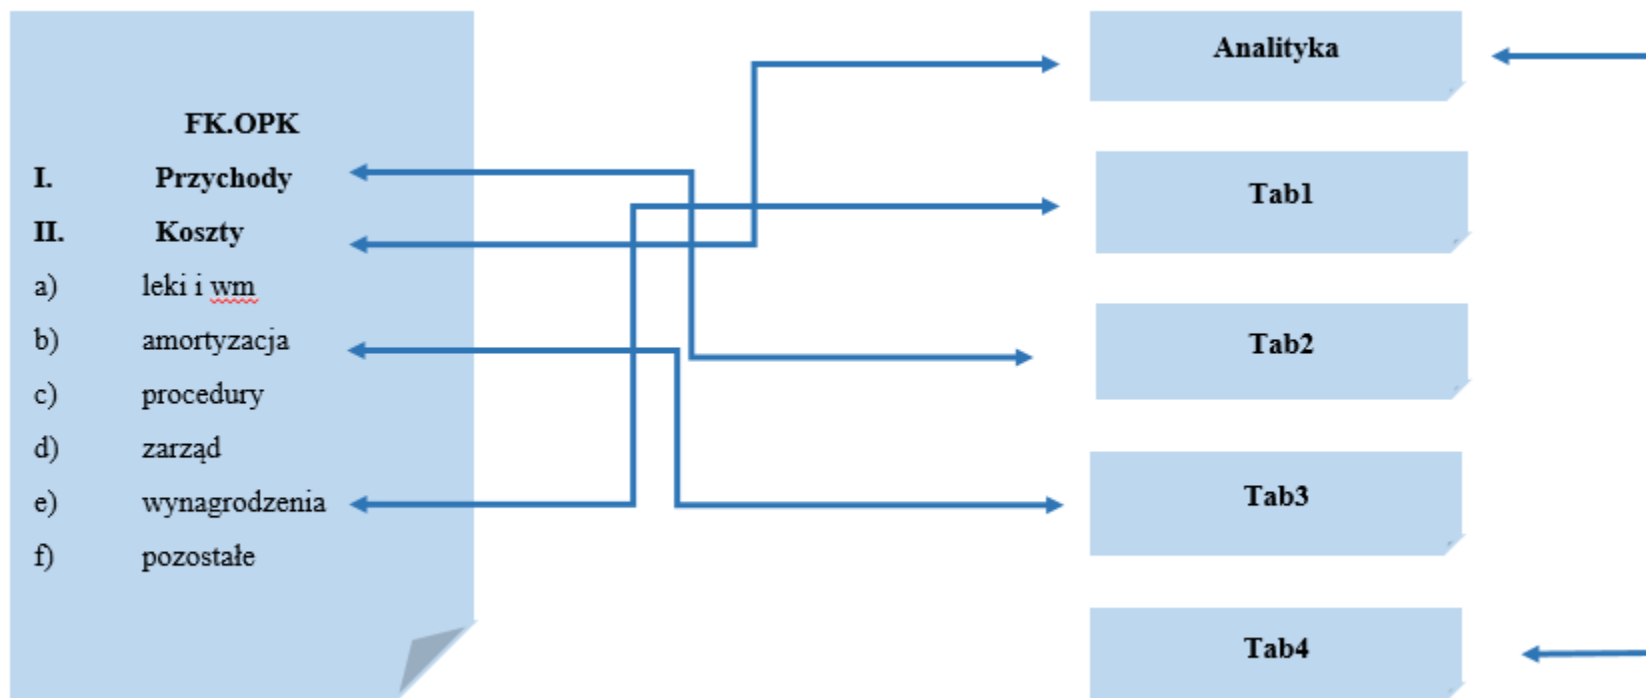 FK.OPK
I. Przychody
II. Koszty
a) leki i wm
b) amortyzacja
c) procedury
d) zarząd
e) wynagrodzenia
f) pozostałe
Analityka
Tab1
Tab2
Tab3
Tab4